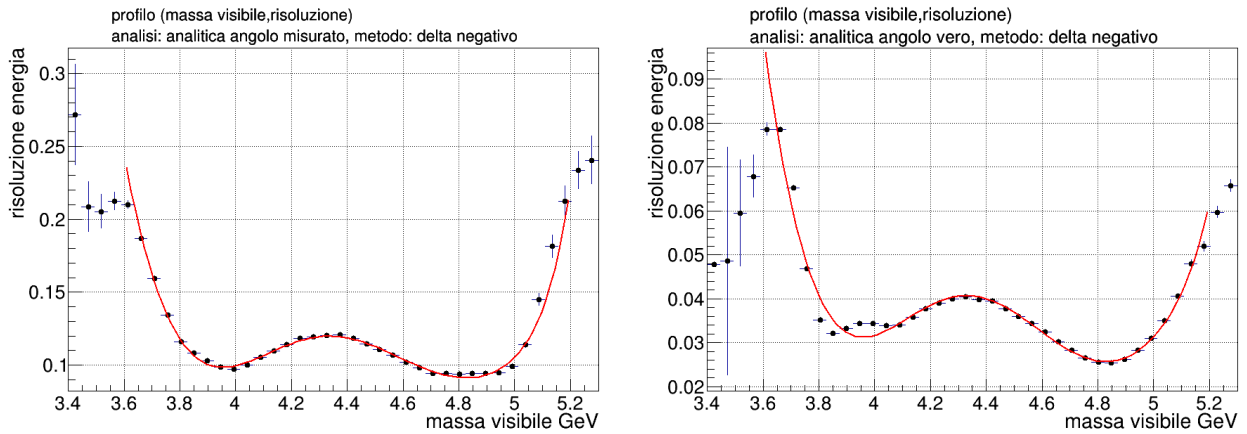 profilo (massa visibile,risoluzione)
analisi: analitica angolo misurato, metodo: delta negativo
risoluzione energia
0.3
0.25
0.2
0.15
0.1
3.4 3.6 3.8 4 4.2 4.4 4.6 4.8 5 5.2
massa visibile GeV
profilo (massa visibile,risoluzione)
analisi: analitica angolo vero, metodo: delta negativo
risoluzione energia
0.09
0.08
0.07
0.06
0.05
0.04
0.03
0.02
3.4 3.6 3.8 4 4.2 4.4 4.6 4.8 5 5.2
massa visibile GeV